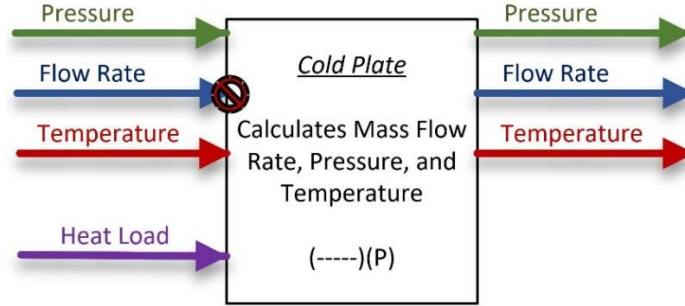 Pressure
Flow Rate
Temperature
Heat Load
Cold Plate
Calculates Mass Flow
Rate, Pressure, and
Temperature
(-----)(P)
Pressure
Flow Rate
Temperature